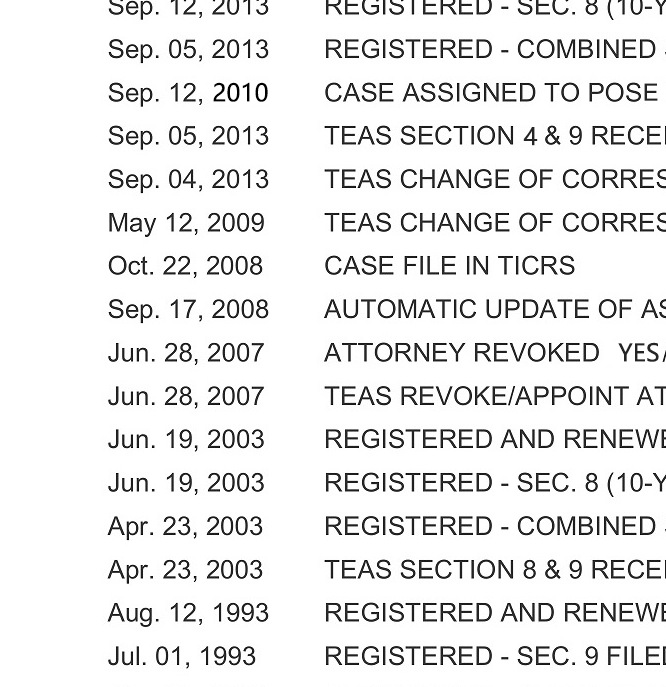 Sep. 12, 2013 REGISTERED - SEC. 8 (10-Y
Sep. 05, 2013 REGISTERED - COMBINED
Sep. 12, 2010 CASE ASSIGNED TO POSE
Sep. 05, 2013 TEAS SECTION 4 & 9 RECE
Sep. 04, 2013 TEAS CHANGE OF CORRES
May 12, 2009 TEAS CHANGE OF CORRES
Oct. 22, 2008 CASE FILE IN TICRS
Sep. 17, 2008 AUTOMATIC UPDATE OF AS
Jun. 28, 2007 ATTORNEY REVOKED YES/
Jun. 28, 2007 TEAS REVOKE/APPOINT AT
Jun. 19, 2003 REGISTERED AND RENEWE
Jun. 19, 2003 REGISTERED - SEC. 8 (10-Y
Apr. 23, 2003 REGISTERED - COMBINED
Apr. 23, 2003 TEAS SECTION 8 & 9 RECE
Aug. 12, 1993 REGISTERED AND RENEWE
Jul. 01, 1993 REGISTERED - SEC. 9 FILED